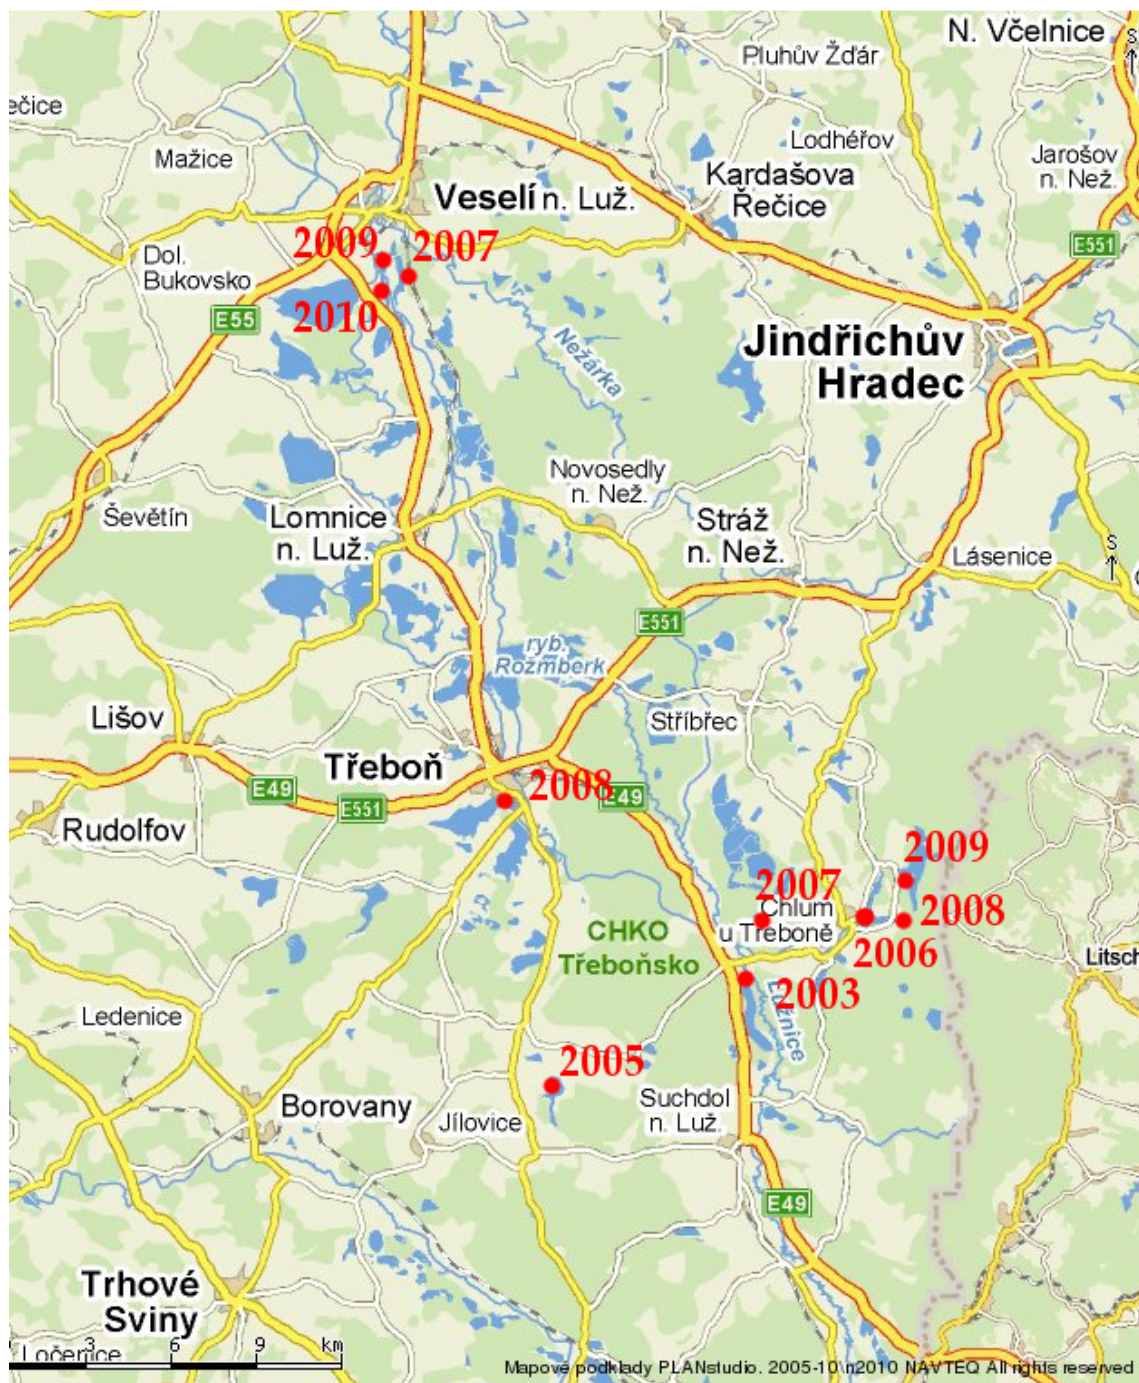 N. Včelnice
S
Pluhův Žďár
ečice
Lodhéřov
Mažice
Jarošov
n. Než.
Kardašova
Řečice
Veselí n. Luž.
2009
2007
E551
Dol.
Bukovsko
2010
E55
Nežárka
Jindřichův
Hradec
Novosedly
n. Než.
Ševětín
Lomnice
n. Luž.
Stráž
n. Než.
S
Lásenice
E551
ryb.
Rožmberk
Lišov
Stříbřec
Třeboň
E49
E551
2008
E49
Rudolfov
2009
2007
Chlum
u Třeboně
2008
2006
CHKO
Třeboňsko
Litsch
2003
Lužnice
Ledenice
2005
Suchdol
n. Luž.
Borovany
Jílovice
E49
Trhové
Sviny
Ločenice
3 6 9 km
Mapové podklady PLANstudio. 2005-10\n2010 NAVTEQ All rights reserved